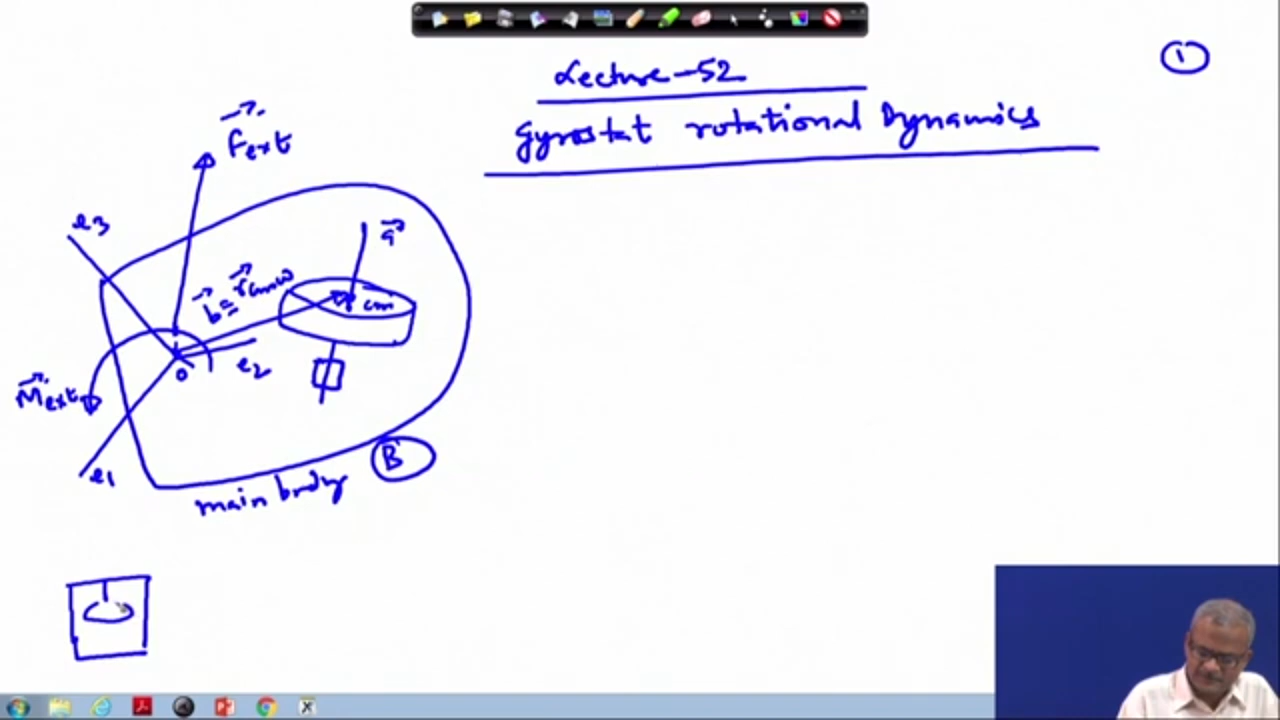 ①
Lecture-52
Gyrostat rotational Dynamics
F⃗ext
e3
a⃗
b⃗ = r⃗cmw
cm
e2
O
M⃗ext
e1
B
main body